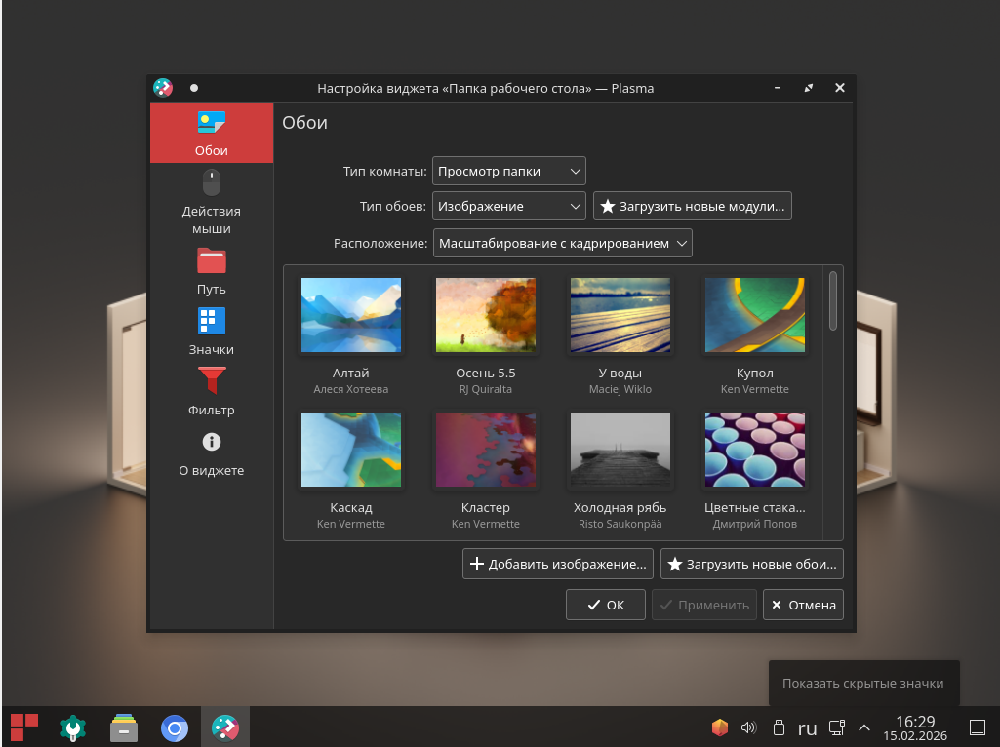 Настройка виджета «Папка рабочего стола» — Plasma
Обои
Действия
мыши
Путь
Значки
Фильтр
О виджете
Обои
Тип комнаты: Просмотр папки
Тип обоев: Изображение Загрузить новые модули...
Расположение: Масштабирование с кадрированием
Алтай Осень 5.5 У воды Купол
Алеся Хотеева RJ Quiralta Maciej Wiklo Ken Vermette
Каскад Кластер Холодная рябь Цветные стака...
Ken Vermette Ken Vermette Risto Saukonpää Дмитрий Попов
Добавить изображение... Загрузить новые обои...
ОК Применить Отмена
Показать скрытые значки
ru
16:29
15.02.2026